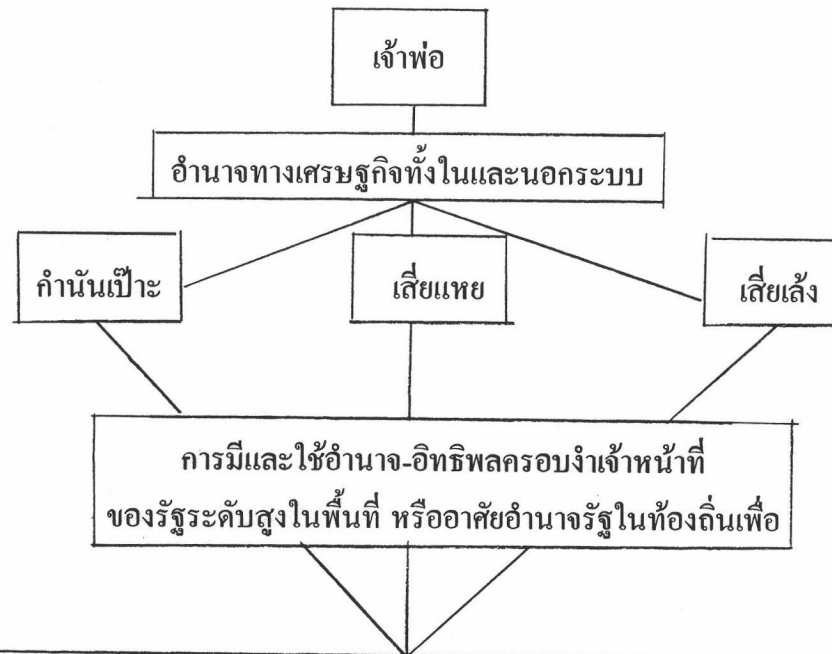 เจ้าพ่อ
อำนาจทางเศรษฐกิจทั้งในและนอกระบบ
กำนันเป๊าะ
เสี่ยแหย
เสี่ยเล้ง
การมีและใช้อำนาจ-อิทธิพลครอบงำเจ้าหน้าที่
ของรัฐระดับสูงในพื้นที่ หรืออาศัยอำนาจรัฐในท้องถิ่นเพื่อ